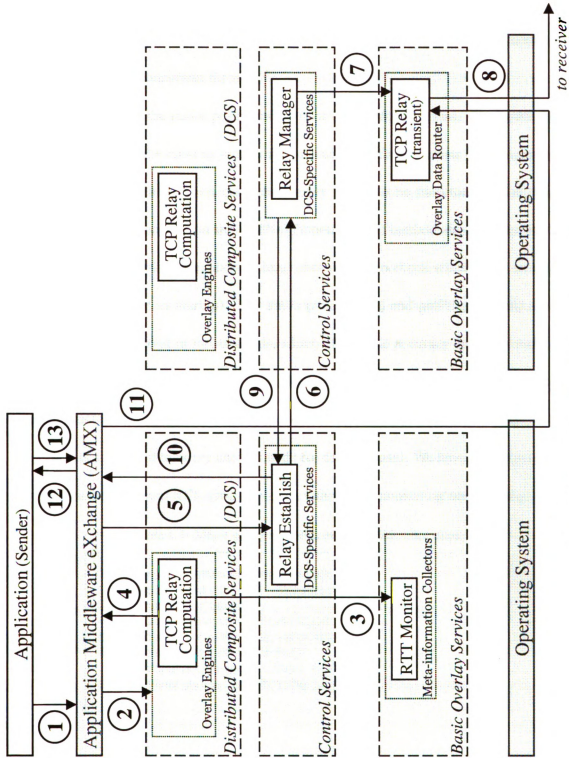 Application (Sender)
1
12
13
Application Middleware eXchange (AMX)
2
4
5
10
11
TCP Relay
Computation
Overlay Engines
Distributed Composite Services (DCS)
TCP Relay
Computation
Overlay Engines
Distributed Composite Services (DCS)
3
Relay Establish
DCS-Specific Services
Control Services
9
6
Relay Manager
DCS-Specific Services
Control Services
7
RTT Monitor
Meta-information Collectors
Basic Overlay Services
TCP Relay
(transient)
Overlay Data Router
Basic Overlay Services
8
Operating System
Operating System
to receiver